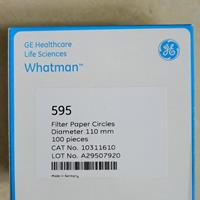 GE Healthcare
Life Sciences
Whatman™
595
Filter Paper Circles
Diameter 110 mm
100 pieces
CAT No. 10311610
LOT No. A29507920
Made in Germany